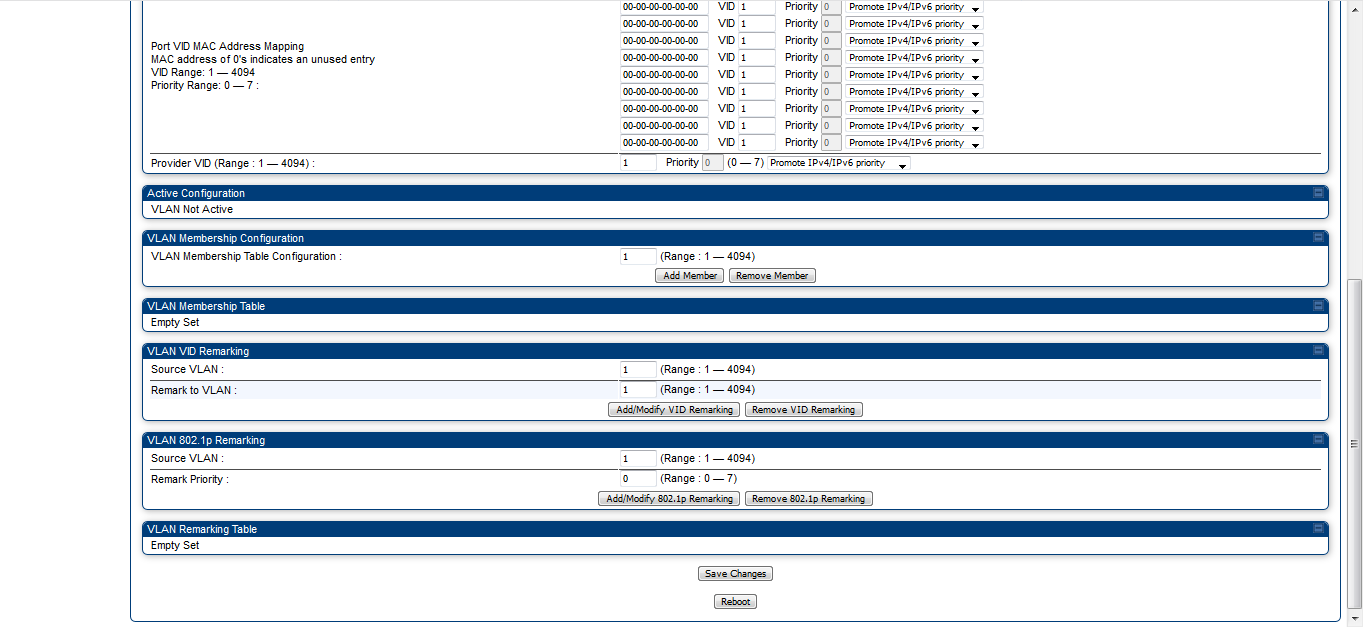 00-00-00-00-00-00 VID 1 Priority 0 Promote IPv4/IPv6 priority
00-00-00-00-00-00 VID 1 Priority 0 Promote IPv4/IPv6 priority
00-00-00-00-00-00 VID 1 Priority 0 Promote IPv4/IPv6 priority
Port VID MAC Address Mapping
MAC address of 0's indicates an unused entry
VID Range: 1 — 4094
Priority Range: 0 — 7 :
00-00-00-00-00-00 VID 1 Priority 0 Promote IPv4/IPv6 priority
00-00-00-00-00-00 VID 1 Priority 0 Promote IPv4/IPv6 priority
00-00-00-00-00-00 VID 1 Priority 0 Promote IPv4/IPv6 priority
00-00-00-00-00-00 VID 1 Priority 0 Promote IPv4/IPv6 priority
00-00-00-00-00-00 VID 1 Priority 0 Promote IPv4/IPv6 priority
00-00-00-00-00-00 VID 1 Priority 0 Promote IPv4/IPv6 priority
Provider VID (Range : 1 — 4094) : 1 Priority 0 (0 — 7) Promote IPv4/IPv6 priority
Active Configuration
VLAN Not Active
VLAN Membership Configuration
VLAN Membership Table Configuration : 1 (Range : 1 — 4094)
Add Member Remove Member
VLAN Membership Table
Empty Set
VLAN VID Remarking
Source VLAN : 1 (Range : 1 — 4094)
Remark to VLAN : 1 (Range : 1 — 4094)
Add/Modify VID Remarking Remove VID Remarking
VLAN 802.1p Remarking
Source VLAN : 1 (Range : 1 — 4094)
Remark Priority : 0 (Range : 0 — 7)
Add/Modify 802.1p Remarking Remove 802.1p Remarking
VLAN Remarking Table
Empty Set
Save Changes
Reboot